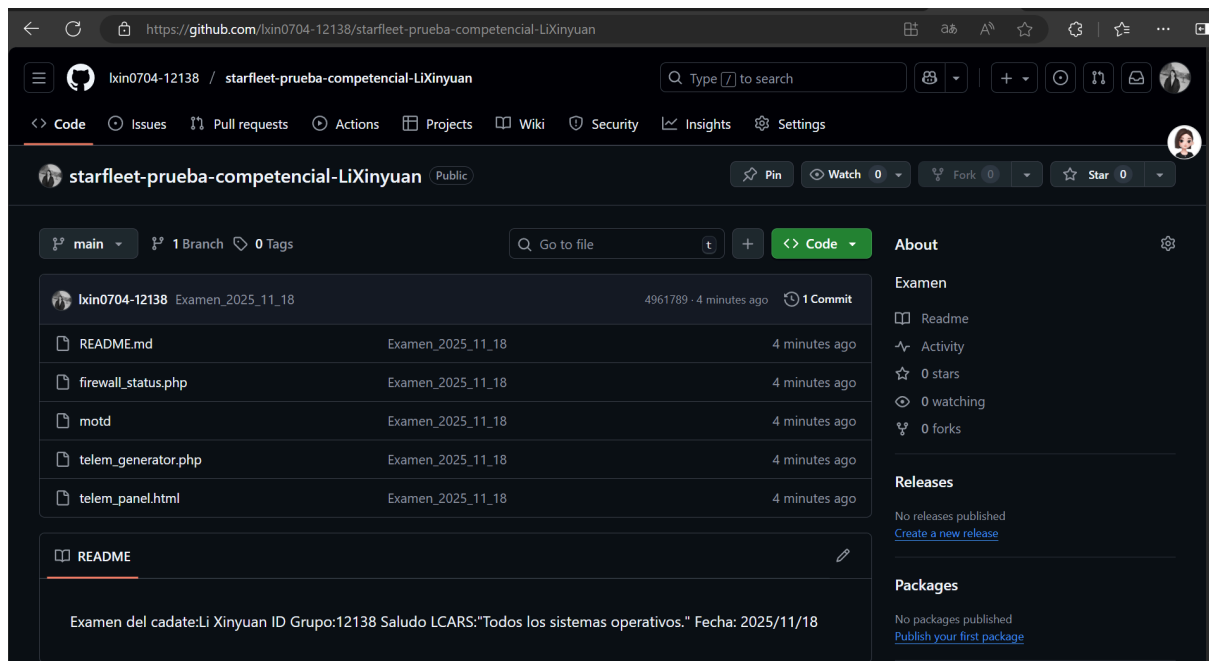 https://github.com/lxin0704-12138/starfleet-prueba-competencial-LiXinyuan
lxin0704-12138 / starfleet-prueba-competencial-LiXinyuan
Type / to search
Code Issues Pull requests Actions Projects Wiki Security Insights Settings
starfleet-prueba-competencial-LiXinyuan Public
Pin Watch 0 Fork 0 Star 0
main 1 Branch 0 Tags Go to file t Code
About
Examen
lxin0704-12138 Examen_2025_11_18 4961789 · 4 minutes ago 1 Commit
README.md Examen_2025_11_18 4 minutes ago
firewall_status.php Examen_2025_11_18 4 minutes ago
motd Examen_2025_11_18 4 minutes ago
telem_generator.php Examen_2025_11_18 4 minutes ago
telem_panel.html Examen_2025_11_18 4 minutes ago
README
Examen del cadate:Li Xinyuan ID Grupo:12138 Saludo LCARS:"Todos los sistemas operativos." Fecha: 2025/11/18
Readme
Activity
0 stars
0 watching
0 forks
Releases
No releases published
Create a new release
Packages
No packages published
Publish your first package